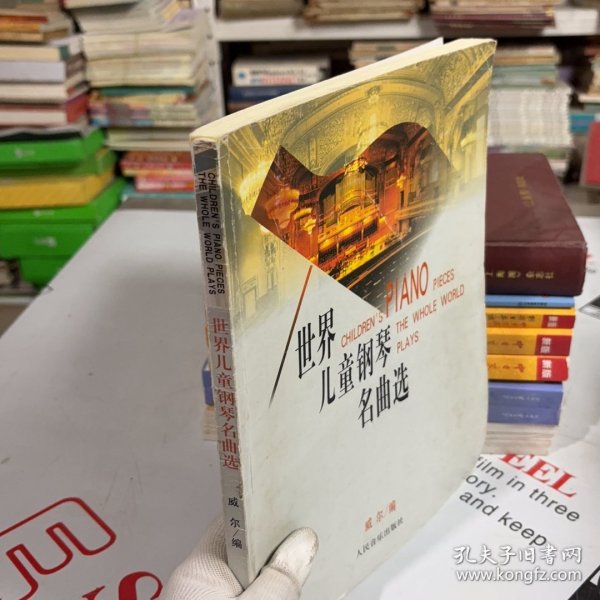 CHILDREN'S PIANO PIECES
THE WHOLE WORLD PLAYS
世界儿童钢琴名曲选
威尔/编
世界
CHILDREN'S PIANO PIECES
THE WHOLE WORLD
PLAYS
儿童钢琴
名曲选
威尔/编
人民音乐出版社
film in three
and keeps
孔夫子旧书网
www.kongfz.com